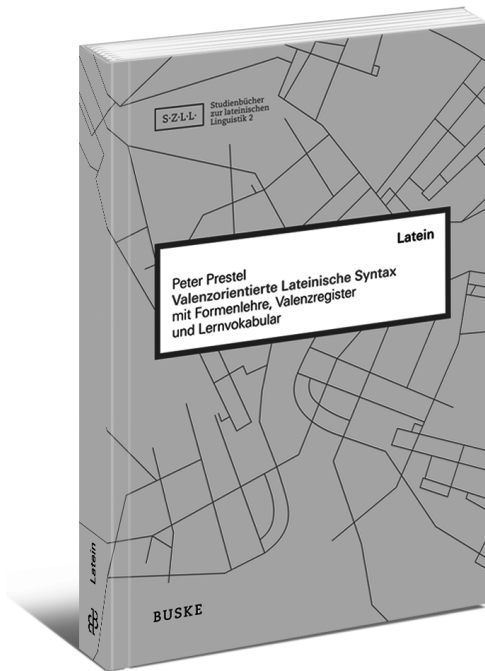 S·Z·L·L·
Studienbücher
zur lateinischen
Linguistik 2
Latein
Peter Prestel
Valenzorientierte Lateinische Syntax
mit Formenlehre, Valenzregister
und Lernvokabular
BUSKE
Latein